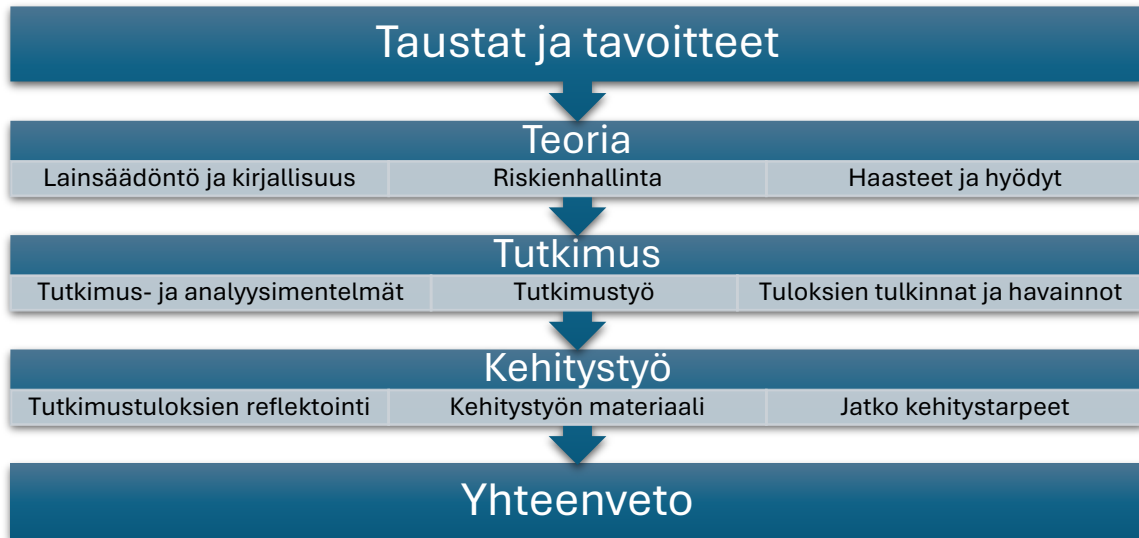 Taustat ja tavoitteet
Teoria
Lainsäädöntö ja kirjallisuus
Riskienhallinta
Haasteet ja hyödyt
Tutkimus
Tutkimus- ja analyysimentelmät
Tutkimustyö
Tuloksien tulkinnat ja havainnot
Kehitystyö
Tutkimustuloksien reflektointi
Kehitystyön materiaali
Jatko kehitystarpeet
Yhteenveto